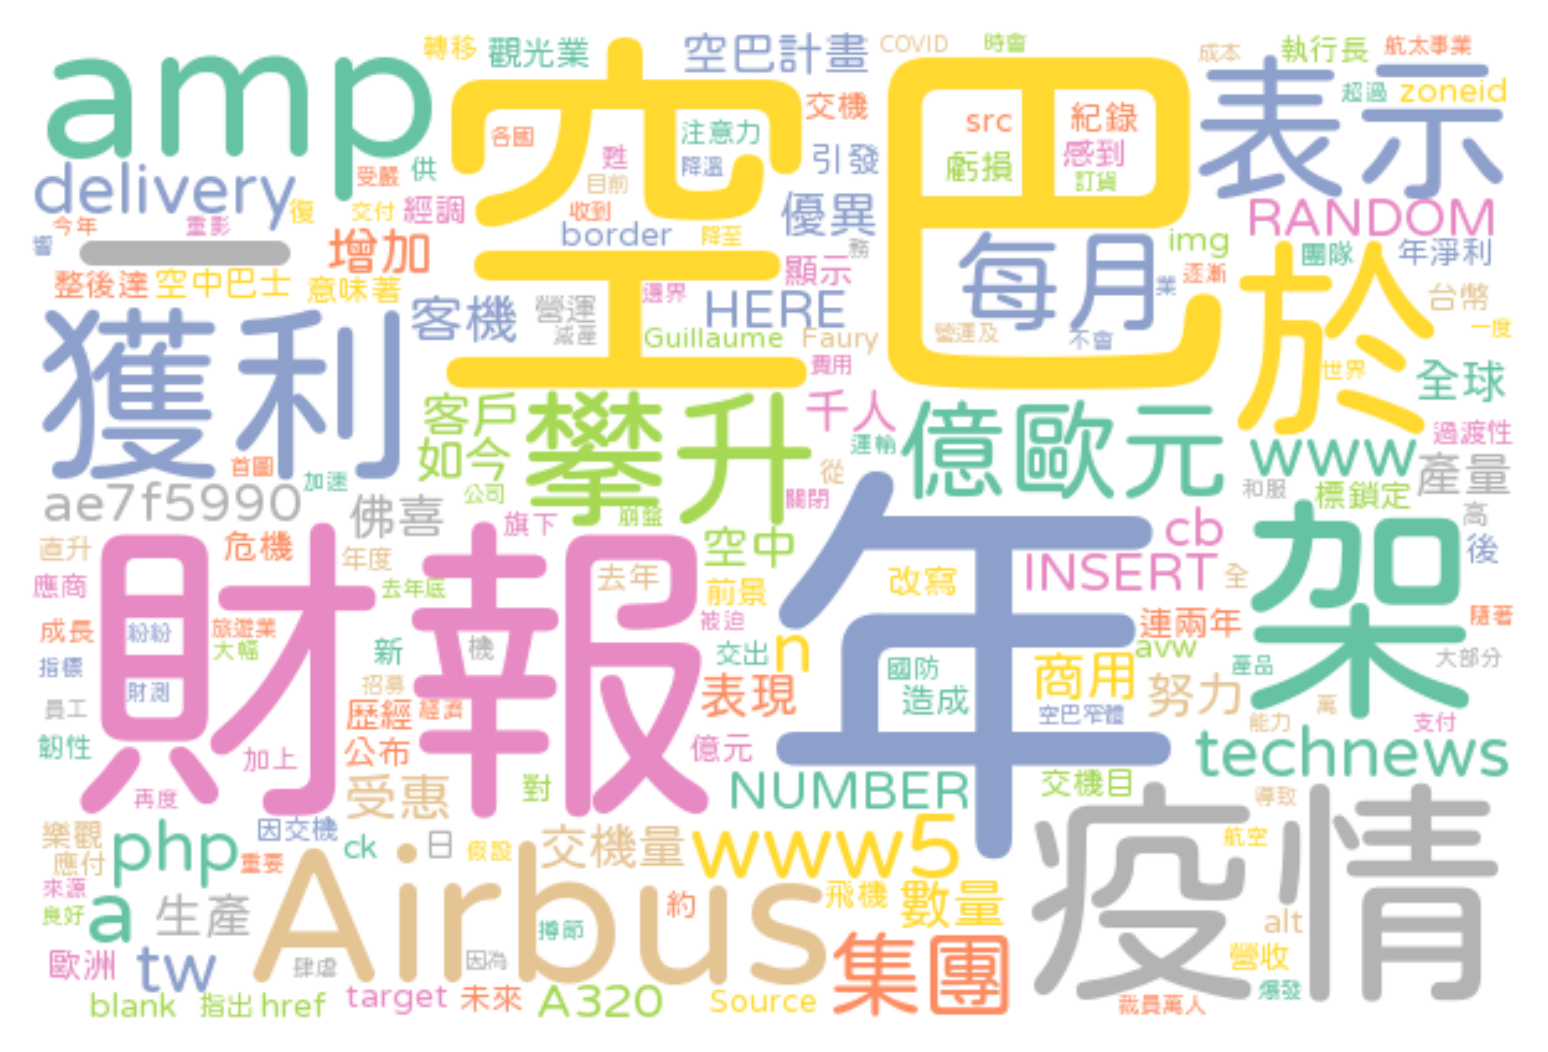 轉移 觀光業 空巴計畫 COVID 時會 成本 執行長 航太事業
amp 空巴 表示
超過 zoneid
交機 src 紀錄
各國 注意力
甦 降溫 引發 虧損 感到
delivery 受嚴 供 目前 訂貨
復 交付 經調 收到 優異 RANDOM
今年 重影 border 降至 務 每月 img 團隊 年淨利
一 增加 於
整後達 空中巴士 意味著 邊界 顯示 業 逐漸
獲利 客機 營運 HERE 台幣
減產 Guillaume Faury 營運及 不會 一度
費用 世界
客戶 攀升 千人 億歐元 全球
如今 運輸 www 過渡性
首圖 加速 公司 從 產量
ae7f5990 佛喜 崩盤 關閉 和服 標鎖定
財報 旗下 年 cb 架 高
直升 危機 年度 空中 後
應商 去年底 去年 前景 改寫 INSERT 全
成長 粉粉 旅遊業 被迫 連兩年 隨著
大幅 新 機 交出 n avw
指標 國防 商用 產品 大部分
財測 招募 表現 造成 努力
員工 歷經 經濟 空巴罕體 能力 萬 支付
韌性 加上 公布 億元 technews
再度 受惠 對 NUMBER 交機目 疫情 導致
樂觀 php 因交機 ck 日 假設 交機量 www5 航空
應付 重要 Airbus
來源 飛機 數量
良好 a 生產 約 alt
撙節 集團
歐洲 tw 肆虐 因為 營收
爆發
blank 指出 href target 未來 A320 Source 裁員萬人